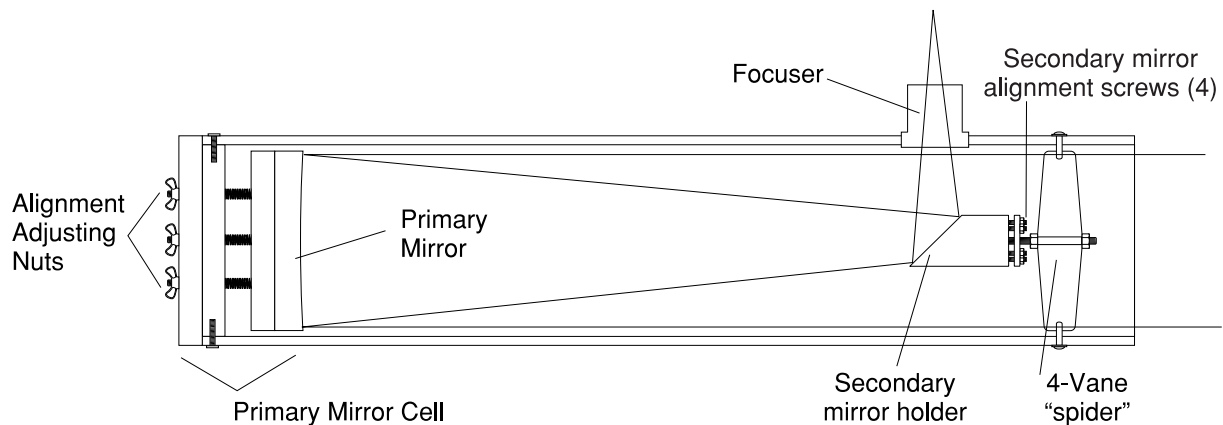 Focuser
Secondary mirror
alignment screws (4)
Alignment
Adjusting
Nuts
Primary
Mirror
Primary Mirror Cell
Secondary
mirror holder
4-Vane
“spider”